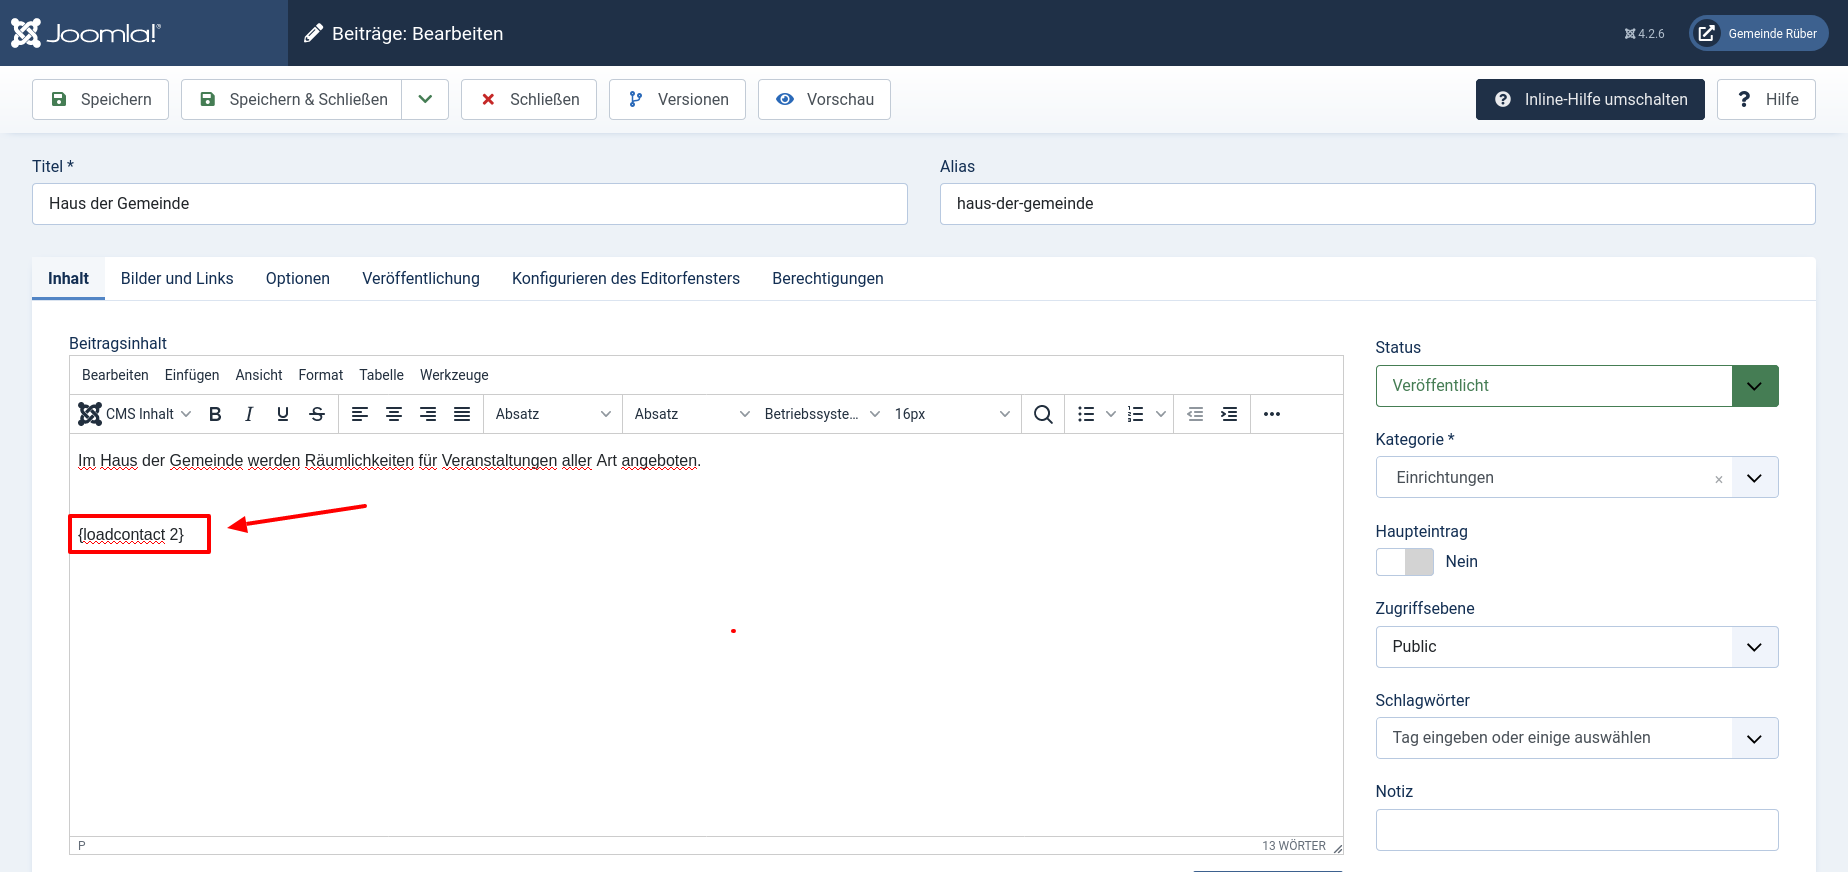 Joomla!®
Beiträge: Bearbeiten
4.2.6
Gemeinde Rüber
Speichern
Speichern & Schließen
Schließen
Versionen
Vorschau
Inline-Hilfe umschalten
Hilfe
Titel *
Alias
Haus der Gemeinde
haus-der-gemeinde
Inhalt
Bilder und Links
Optionen
Veröffentlichung
Konfigurieren des Editorfensters
Berechtigungen
Beitragsinhalt
Bearbeiten
Einfügen
Ansicht
Format
Tabelle
Werkzeuge
CMS Inhalt
B
I
U
S
Absatz
Absatz
Betriebssyste…
16px
Im Haus der Gemeinde werden Räumlichkeiten für Veranstaltungen aller Art angeboten.
{loadcontact 2}
P
13 WÖRTER
Status
Veröffentlicht
Kategorie *
Einrichtungen
×
Haupteintrag
Nein
Zugriffsebene
Public
Schlagwörter
Tag eingeben oder einige auswählen
Notiz